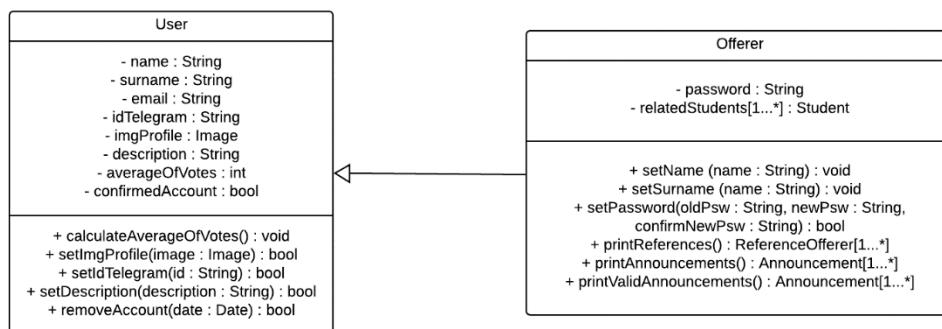 User
- name : String
- surname : String
- email : String
- idTelegram : String
- imgProfile : Image
- description : String
- averageOfVotes : int
- confirmedAccount : bool
+ calculateAverageOfVotes() : void
+ setImgProfile(image : Image) : bool
+ setIdTelegram(id : String) : bool
+ setDescription(description : String) : bool
+ removeAccount(date : Date) : bool
Offerer
- password : String
- relatedStudents[1...*] : Student
+ setName (name : String) : void
+ setSurname (name : String) : void
+ setPassword(oldPsw : String, newPsw : String,
confirmNewPsw : String) : bool
+ printReferences() : ReferenceOfferer[1...*]
+ printAnnouncements() : Announcement[1...*]
+ printValidAnnouncements() : Announcement[1...*]